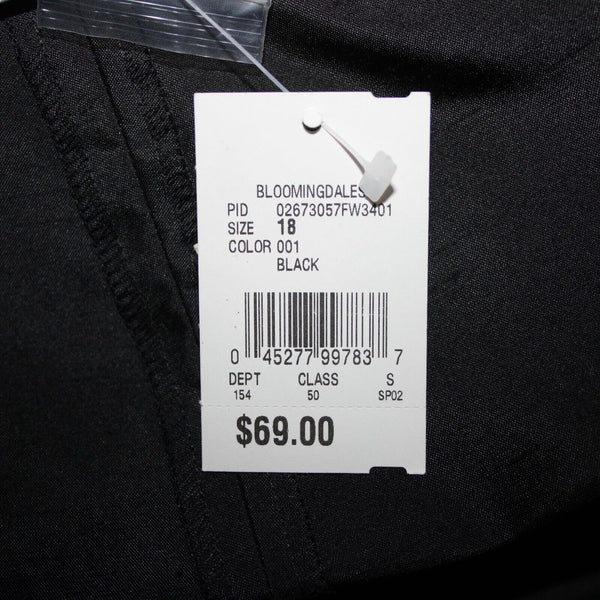 BLOOMINGDALES
PID 02673057FW3401
SIZE 18
COLOR 001
BLACK
0 45277 99783 7
DEPT CLASS S
154 50 SP02
$69.00